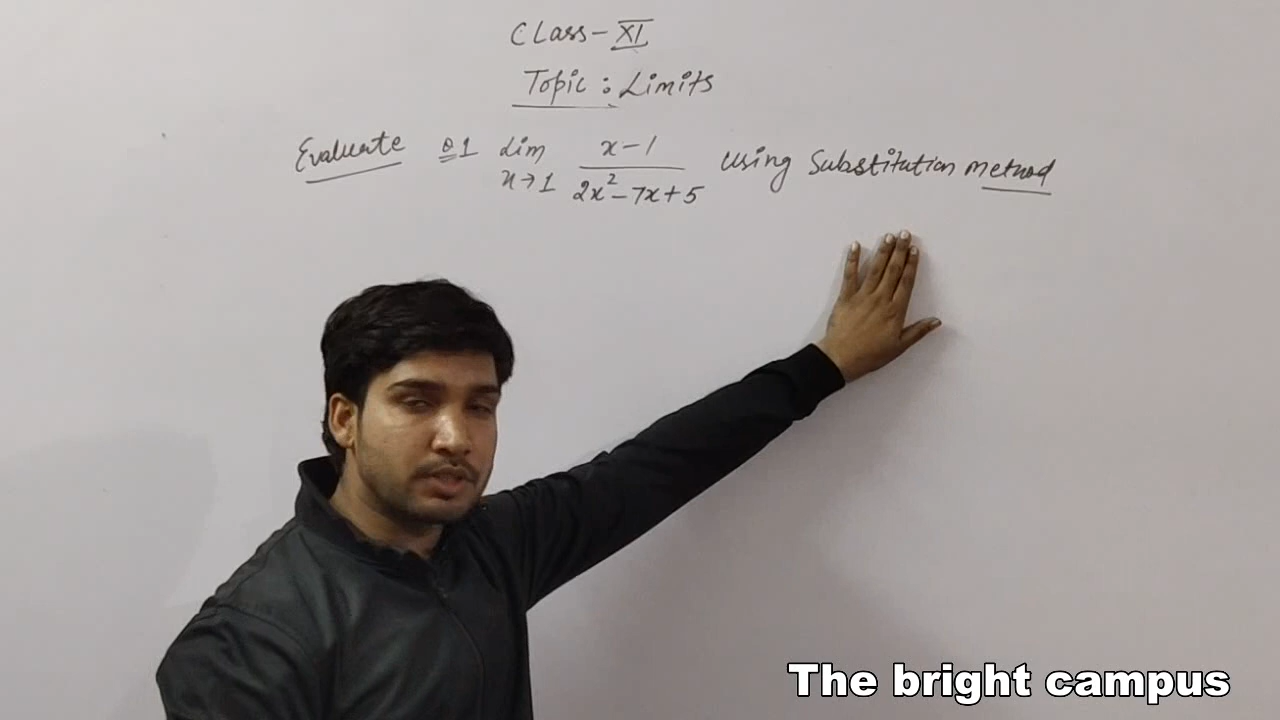 Class - XI
Topic : Limits
Evaluate Q1 Lim x→1 x-1 / 2x²-7x+5 using Substitution method
The bright campus